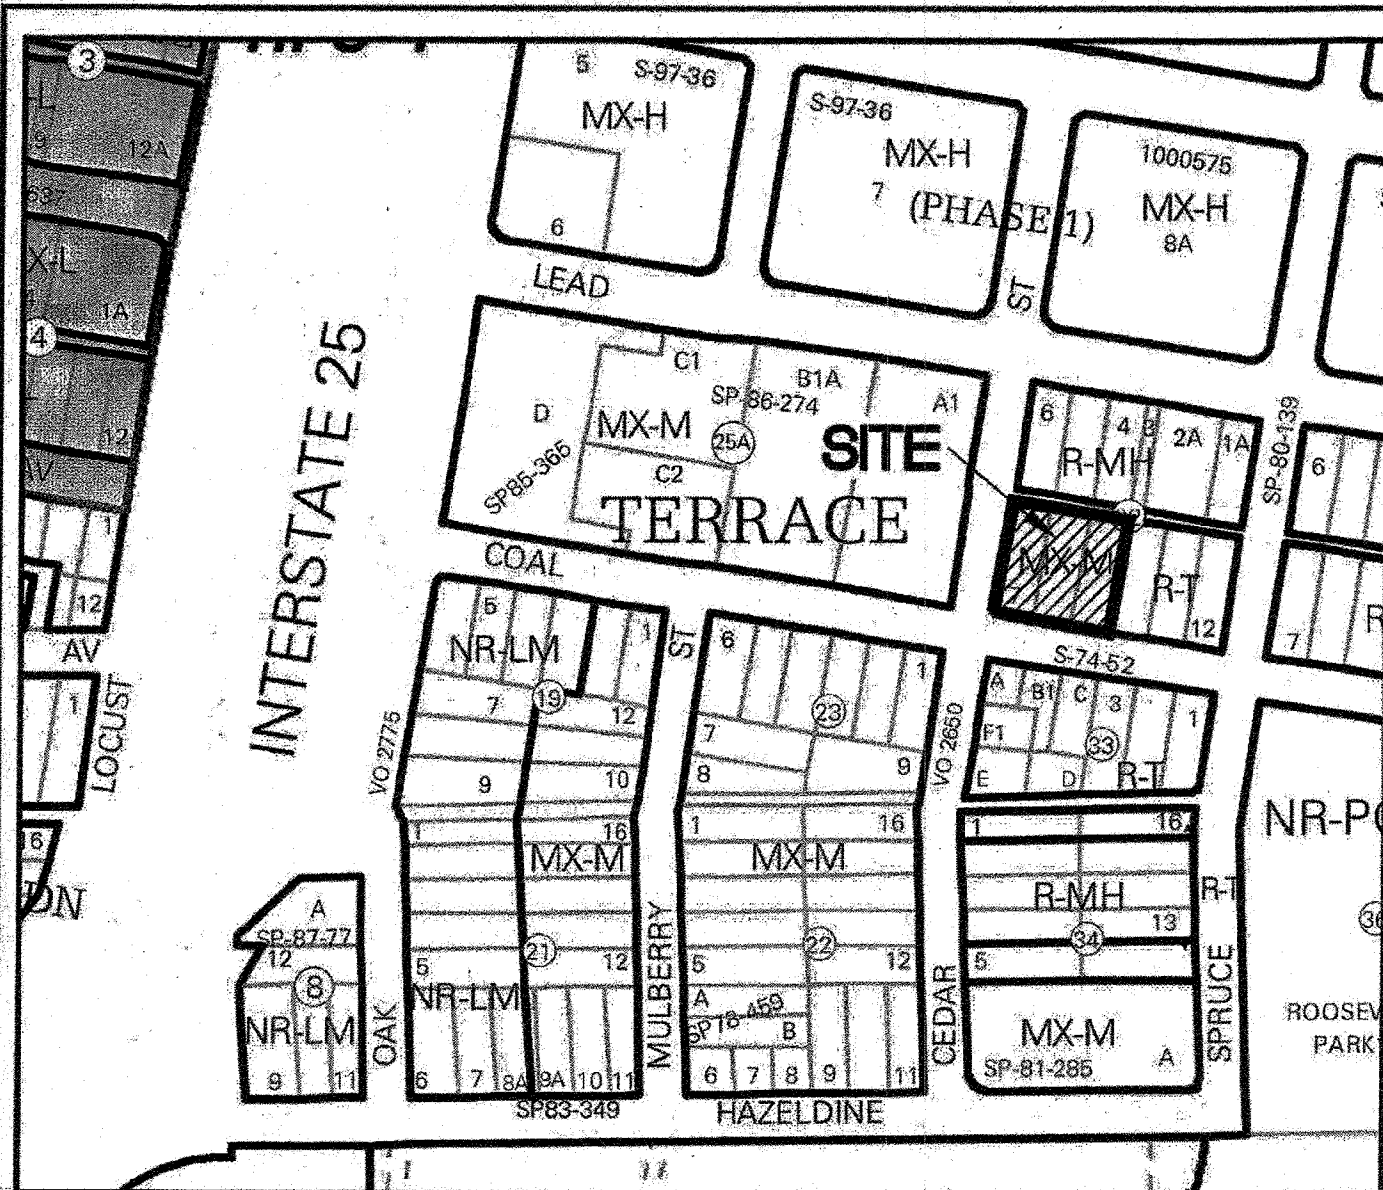 3
5
S-97-36
MX-H
6
S-97-36
MX-H
7
(PHASE 1)
1000575
MX-H
8A
12A
X-L
1A
4
12
LEAD
ST
INTERSTATE 25
D
C1
MX-M
SP-86-274
B1A
A1
25A
C2
SP85-365
SITE
TERRACE
COAL
6
4
3
2A
1A
R-MH
SP-80-139
6
MX-M
R-T
12
7
1
12
AV
1
LOCUST
16
5
NR-LM
1
ST
7
19
12
9
10
VO 2775
6
1
23
7
8
9
VO 2650
S-74-52
A
B1
C
3
1
F1
33
E
D
R-T
1
16
MX-M
5
21
12
NR-LM
6
7
8A
9A
10
11
SP83-349
MULBERRY
1
16
MX-M
5
22
12
A
SP78-459
B
6
7
8
9
11
HAZELDINE
CEDAR
1
16
R-MH
13
34
5
MX-M
SP-81-285
A
R-T
SPRUCE
36
A
SP-87-77
12
8
NR-LM
9
11
OAK